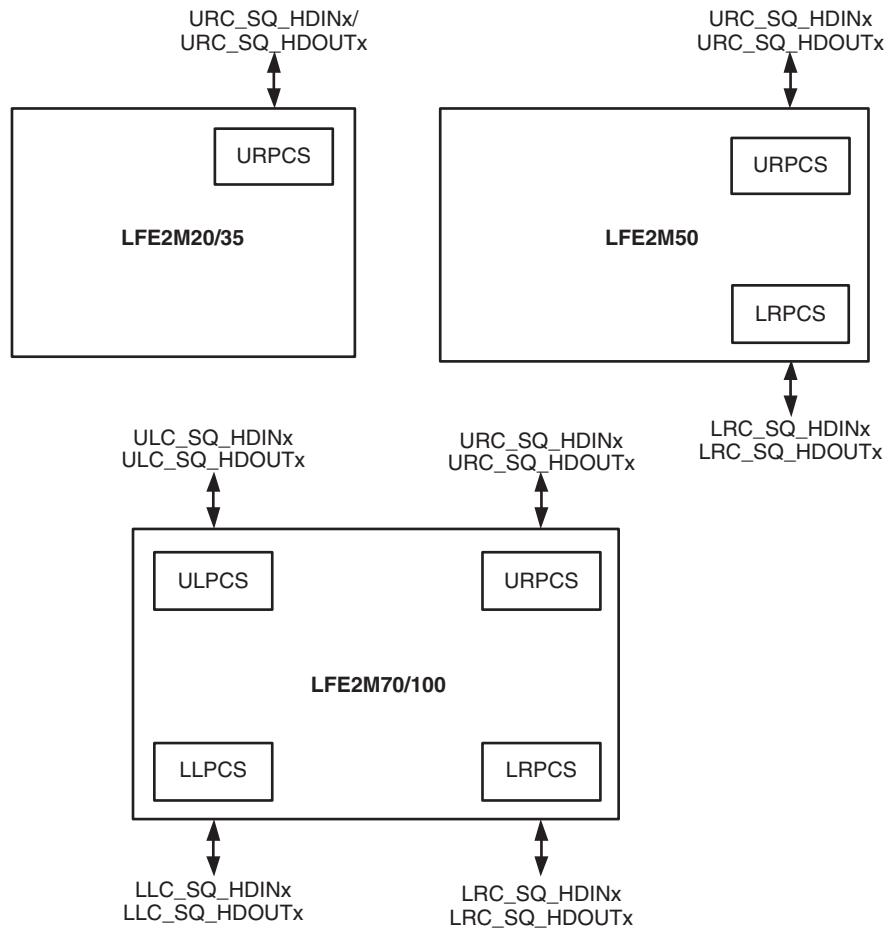 URC_SQ_HDINx/
URC_SQ_HDOUTx
URPCS
LFE2M20/35
URC_SQ_HDINx
URC_SQ_HDOUTx
URPCS
LFE2M50
LRPCS
LRC_SQ_HDINx
LRC_SQ_HDOUTx
ULC_SQ_HDINx
ULC_SQ_HDOUTx
URC_SQ_HDINx
URC_SQ_HDOUTx
ULPCS
URPCS
LFE2M70/100
LLPCS
LRPCS
LLC_SQ_HDINx
LLC_SQ_HDOUTx
LRC_SQ_HDINx
LRC_SQ_HDOUTx